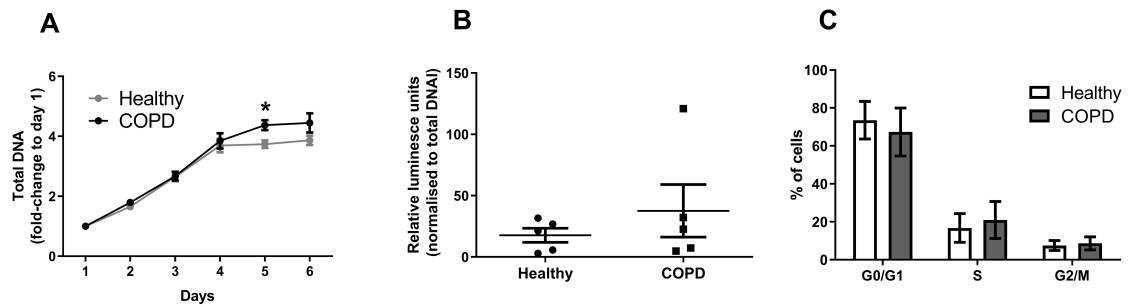 A
Total DNA
(fold-change to day 1)
6
4
2
0
Healthy
COPD
*
1 2 3 4 5 6
Days
B
Relative luminesce units
(normalised to total DNAI)
150
100
50
0
Healthy COPD
C
% of cells
100
80
60
40
20
0
Healthy
COPD
G0/G1 S G2/M